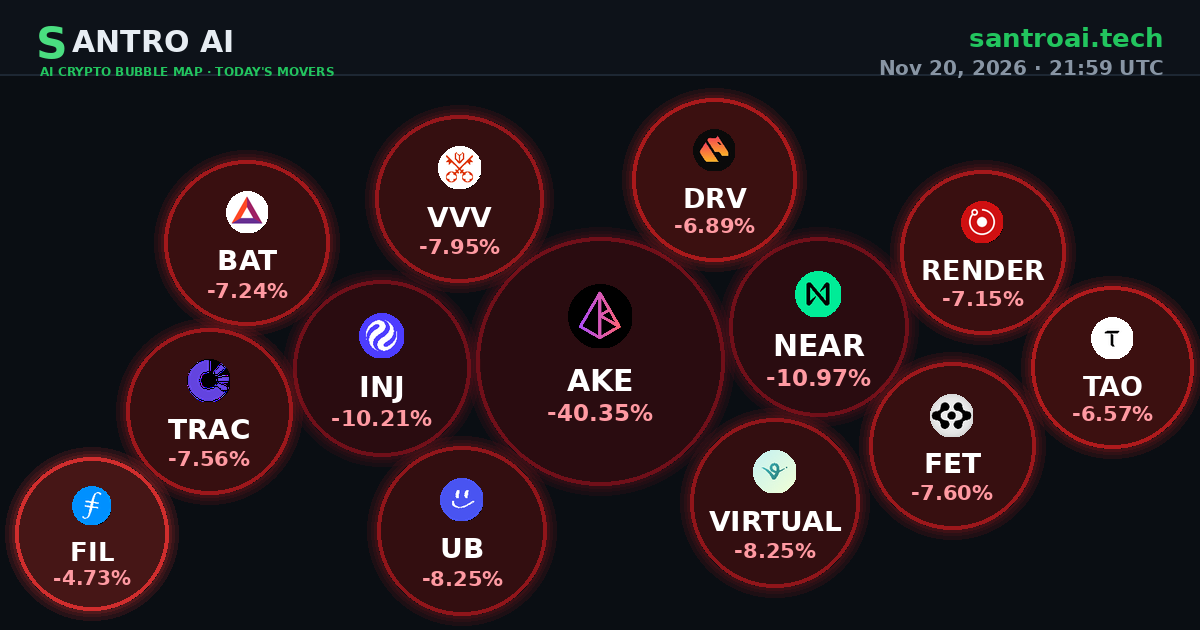 SANTRO AI
AI CRYPTO BUBBLE MAP · TODAY'S MOVERS
santroai.tech
Nov 20, 2026 · 21:59 UTC
BAT
-7.24%
VVV
-7.95%
DRV
-6.89%
RENDER
-7.15%
INJ
-10.21%
AKE
-40.35%
NEAR
-10.97%
TAO
-6.57%
TRAC
-7.56%
FET
-7.60%
FIL
-4.73%
UB
-8.25%
VIRTUAL
-8.25%